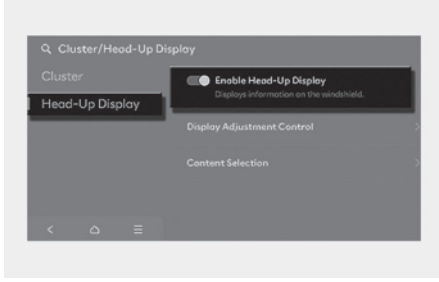 Cluster/Head-Up Display
Cluster
Head-Up Display
Enable Head-Up Display
Displays information on the windshield.
Display Adjustment Control
Content Selection